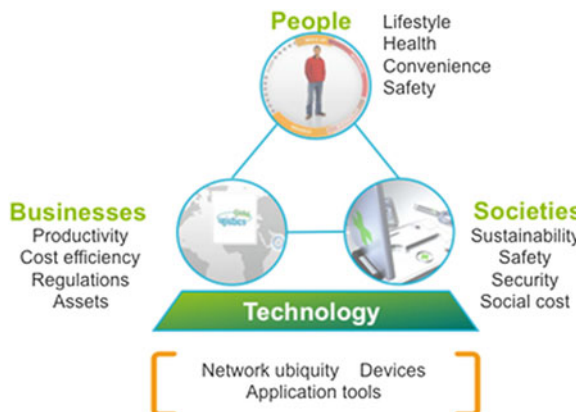 People
Lifestyle
Health
Convenience
Safety
Businesses
Productivity
Cost efficiency
Regulations
Assets
Societies
Sustainability
Safety
Security
Social cost
Technology
Network ubiquity Devices
Application tools